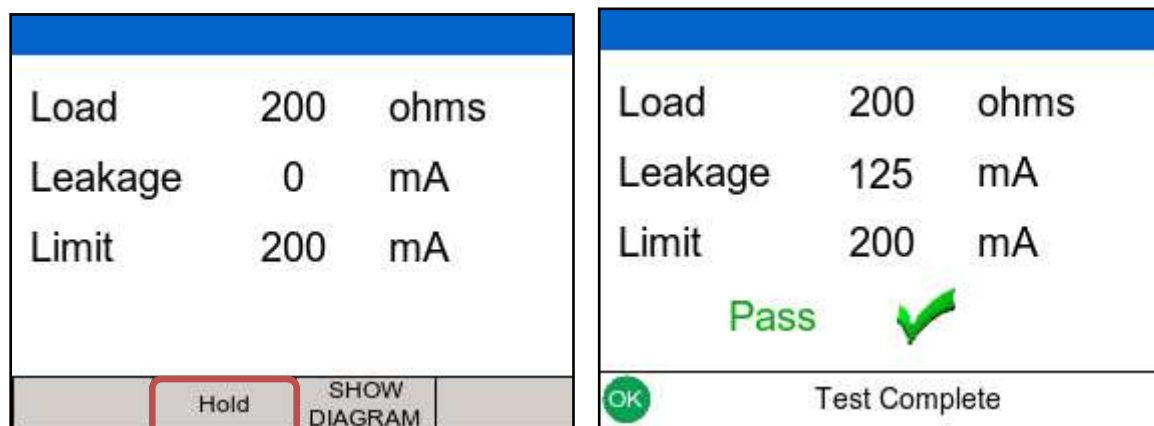 Load 200 ohms
Leakage 0 mA
Limit 200 mA
Hold
SHOW
DIAGRAM
Load 200 ohms
Leakage 125 mA
Limit 200 mA
Pass
OK
Test Complete